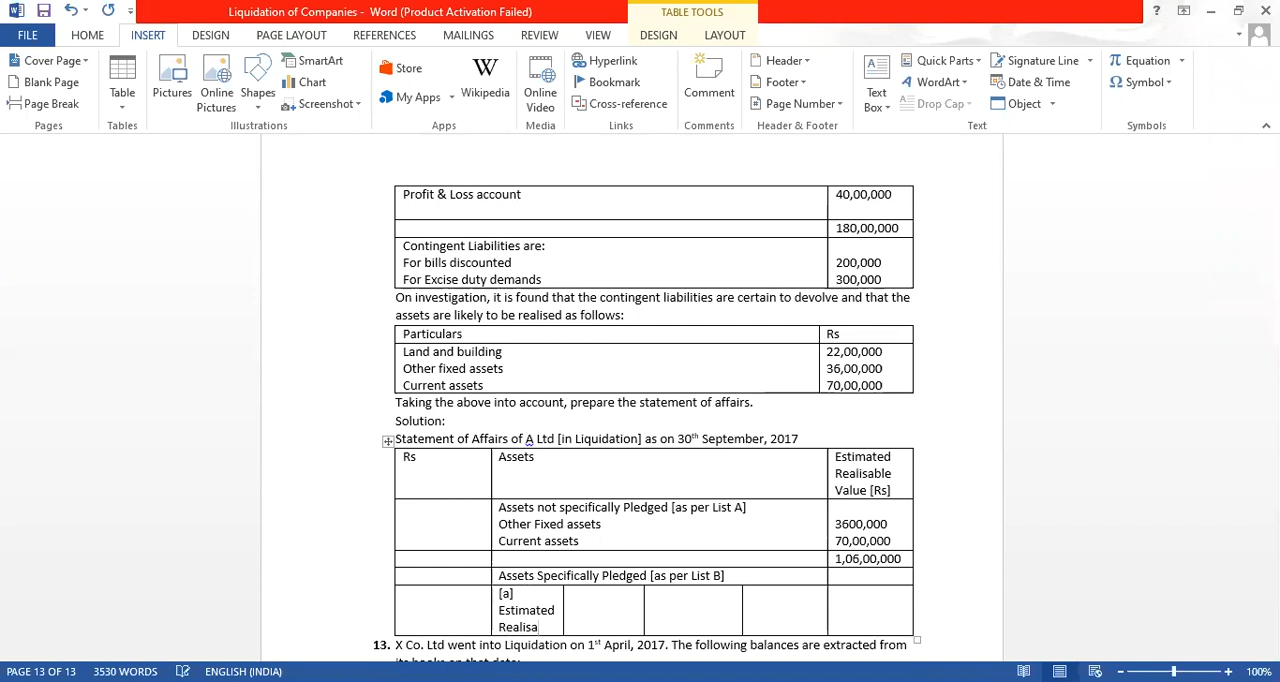 Liquidation of Companies - Word (Product Activation Failed)
TABLE TOOLS
FILE HOME INSERT DESIGN PAGE LAYOUT REFERENCES MAILINGS REVIEW VIEW DESIGN LAYOUT
Cover Page
Blank Page
Page Break
Pages
Table
Tables
Pictures
Online Pictures
Shapes
SmartArt
Chart
Screenshot
Illustrations
Store
My Apps
Wikipedia
Apps
Online Video
Media
Hyperlink
Bookmark
Cross-reference
Links
Comment
Comments
Header
Footer
Page Number
Header & Footer
Text Box
Quick Parts
WordArt
Drop Cap
Signature Line
Date & Time
Object
Text
Equation
Symbol
Symbols
Profit & Loss account 40,00,000
180,00,000
Contingent Liabilities are:
For bills discounted 200,000
For Excise duty demands 300,000
On investigation, it is found that the contingent liabilities are certain to devolve and that the
assets are likely to be realised as follows:
Particulars Rs
Land and building 22,00,000
Other fixed assets 36,00,000
Current assets 70,00,000
Taking the above into account, prepare the statement of affairs.
Solution:
Statement of Affairs of A Ltd [in Liquidation] as on 30th September, 2017
Rs Assets Estimated
Realisable
Value [Rs]
Assets not specifically Pledged [as per List A]
Other Fixed assets 3600,000
Current assets 70,00,000
1,06,00,000
Assets Specifically Pledged [as per List B]
[a]
Estimated
Realisa
13. X Co. Ltd went into Liquidation on 1st April, 2017. The following balances are extracted from
its books on that date:
PAGE 13 OF 13 3530 WORDS ENGLISH (INDIA) 100%